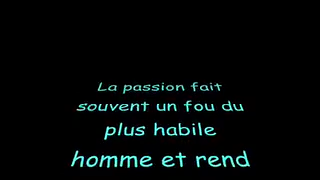 La passion fait
souvent un fou du
plus habile
homme et rend